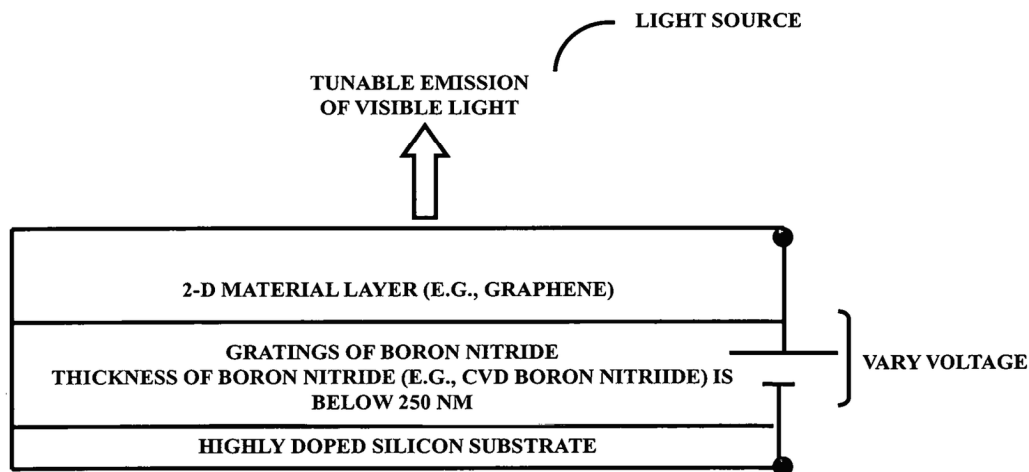 LIGHT SOURCE
TUNABLE EMISSION
OF VISIBLE LIGHT
2-D MATERIAL LAYER (E.G., GRAPHENE)
GRATINGS OF BORON NITRIDE
THICKNESS OF BORON NITRIDE (E.G., CVD BORON NITRIIDE) IS
BELOW 250 NM
VARY VOLTAGE
HIGHLY DOPED SILICON SUBSTRATE